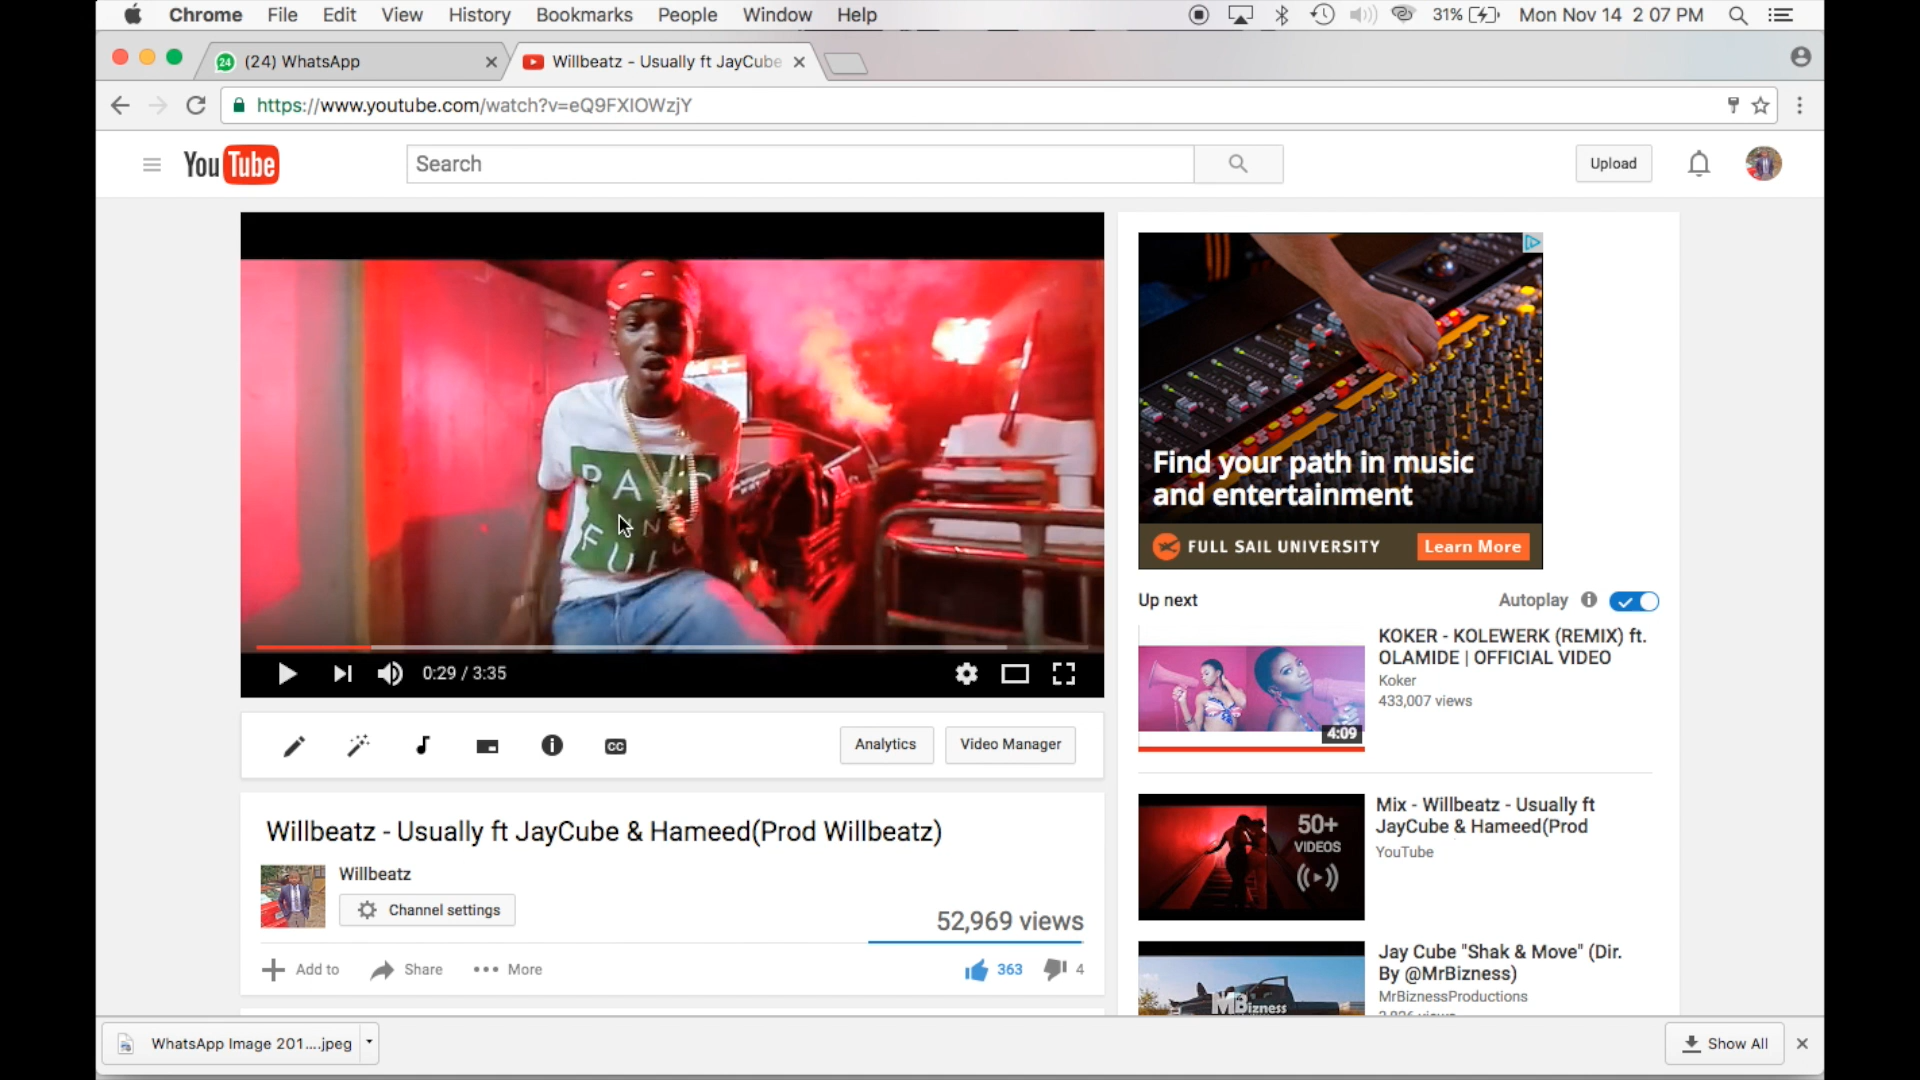 Chrome File Edit View History Bookmarks People Window Help 31% Mon Nov 14 2 07 PM
24 (24) WhatsApp Willbeatz - Usually ft JayCube
https://www.youtube.com/watch?v=eQ9FXIOWzjY
YouTube Search Upload
PA
FUL
0:29 / 3:35
Analytics Video Manager
Willbeatz - Usually ft JayCube & Hameed(Prod Willbeatz)
Willbeatz
Channel settings
52,969 views
Add to Share More 363 4
Find your path in music
and entertainment
FULL SAIL UNIVERSITY Learn More
Up next Autoplay
KOKER - KOLEWERK (REMIX) ft.
OLAMIDE | OFFICIAL VIDEO
Koker
433,007 views
4:09
Mix - Willbeatz - Usually ft
JayCube & Hameed(Prod
YouTube
50+
VIDEOS
Jay Cube "Shak & Move" (Dir.
By @MrBizness)
MrBiznessProductions
MBizness
WhatsApp Image 201....jpeg Show All